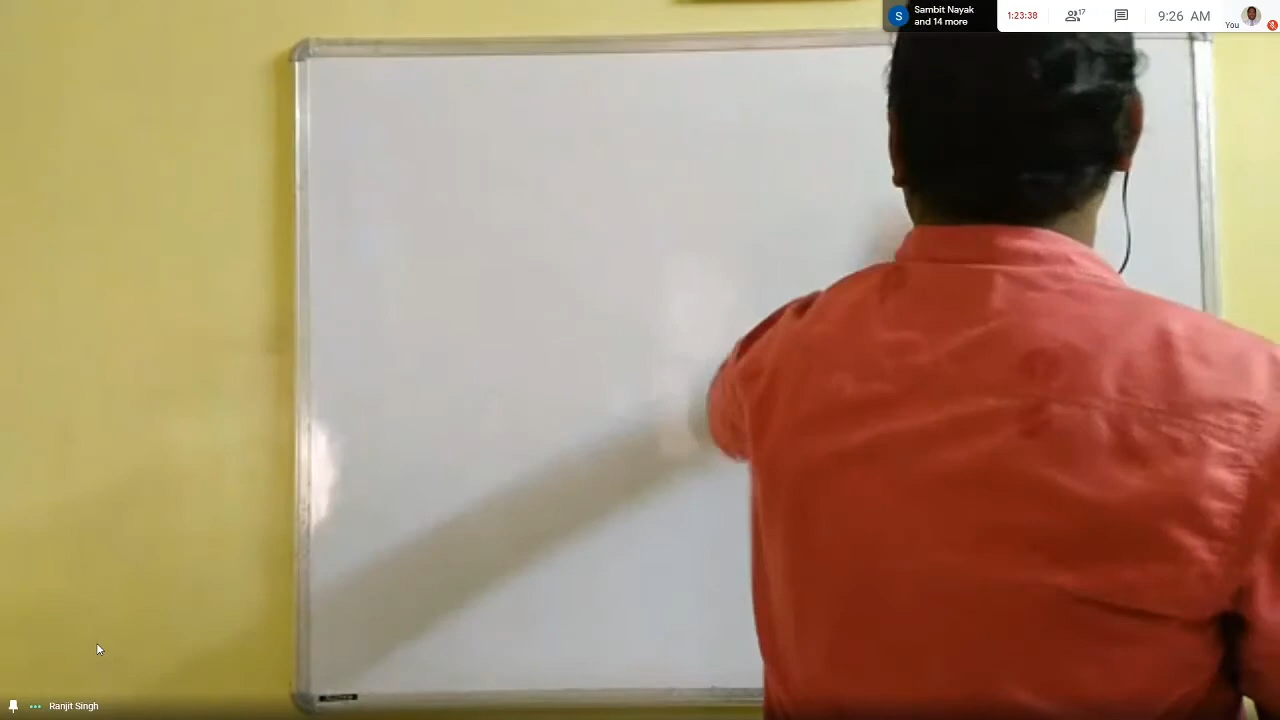 S Sambit Nayak
and 14 more
1:23:38
17
9:26 AM
You
Ranjit Singh